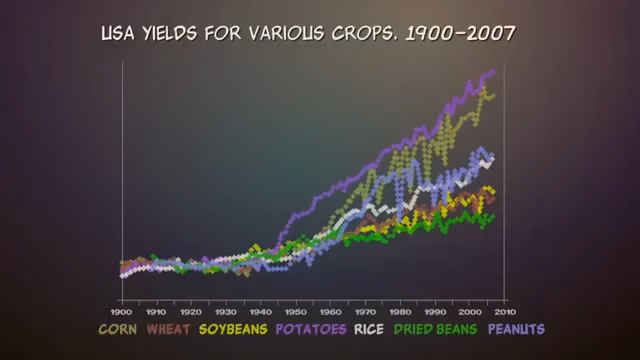 USA YIELDS FOR VARIOUS CROPS. 1900-2007
1900 1910 1920 1930 1940 1950 1960 1970 1980 1990 2000 2010
CORN WHEAT SOYBEANS POTATOES RICE DRIED BEANS PEANUTS